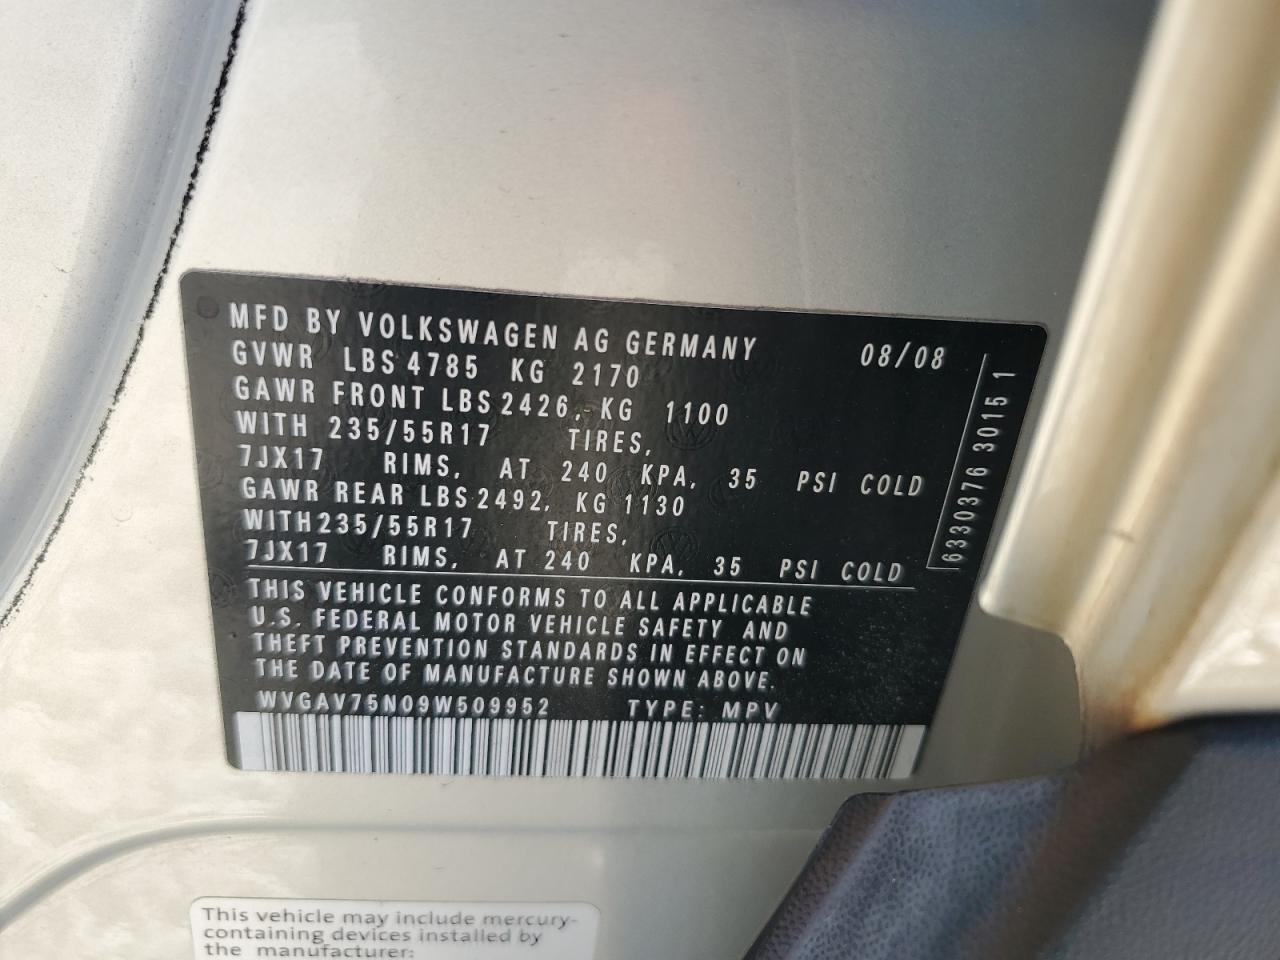 MFD BY VOLKSWAGEN AG GERMANY 08/08
GVWR LBS 4785 KG 2170
GAWR FRONT LBS 2426, KG 1100
WITH 235/55R17 TIRES,
7JX17 RIMS, AT 240 KPA, 35 PSI COLD
GAWR REAR LBS 2492, KG 1130
WITH 235/55R17 TIRES,
7JX17 RIMS, AT 240 KPA, 35 PSI COLD
THIS VEHICLE CONFORMS TO ALL APPLICABLE
U.S. FEDERAL MOTOR VEHICLE SAFETY AND
THEFT PREVENTION STANDARDS IN EFFECT ON
THE DATE OF MANUFACTURE SHOWN ABOVE.
WVGAV75N09W509952 TYPE: MPV
6330376 3015 1
This vehicle may include mercury-
containing devices installed by
the manufacturer: